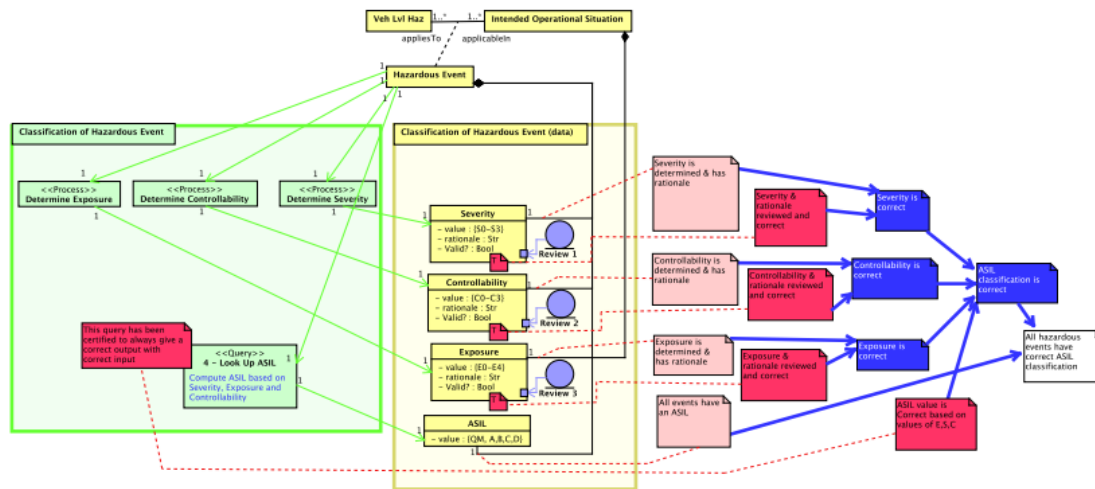 Veh Lvl Haz
1..*
1..*
Intended Operational Situation
appliesTo
applicableIn
1
1
1
1
Hazardous Event
Classification of Hazardous Event
Classification of Hazardous Event (data)
1
1
1
<<Process>>
Determine Exposure
<<Process>>
Determine Controllability
<<Process>>
Determine Severity
1
1
1
1
1
Severity
- value : {S0-S3}
- rationale : Str
- Valid? : Bool
T
Review 1
1
1
Controllability
- value : {C0-C3}
- rationale : Str
- Valid? : Bool
T
Review 2
1
1
Exposure
- value : {E0-E4}
- rationale : Str
- Valid? : Bool
T
Review 3
1
ASIL
- value : {QM, A,B,C,D}
1
This query has been
certified to always give a
correct output with
correct input
<<Query>>
4 - Look Up ASIL
Compute ASIL based on
Severity, Exposure and
Controllability
1
1
Severity is
determined & has
rationale
Severity &
rationale reviewed
and correct
Severity is
correct
Controllability is
determined & has
rationale
Controllability &
rationale reviewed
and correct
Controllability is
correct
ASIL
classification is
correct
Exposure is
determined & has
rationale
Exposure &
rationale reviewed
and correct
Exposure is
correct
All hazardous
events have
correct ASIL
classification
All events have
an ASIL
ASIL value is
Correct based on
values of E,S,C